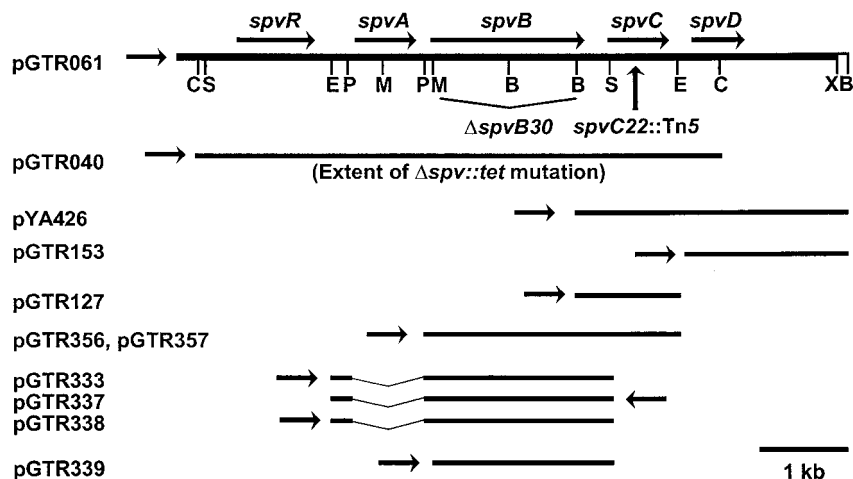 spvR spvA spvB spvC spvD
pGTR061
C S E P M P M B B S E C X B
ΔspvB30 spvC22::Tn5
pGTR040
(Extent of Δspv::tet mutation)
pYA426
pGTR153
pGTR127
pGTR356, pGTR357
pGTR333
pGTR337
pGTR338
pGTR339
1 kb